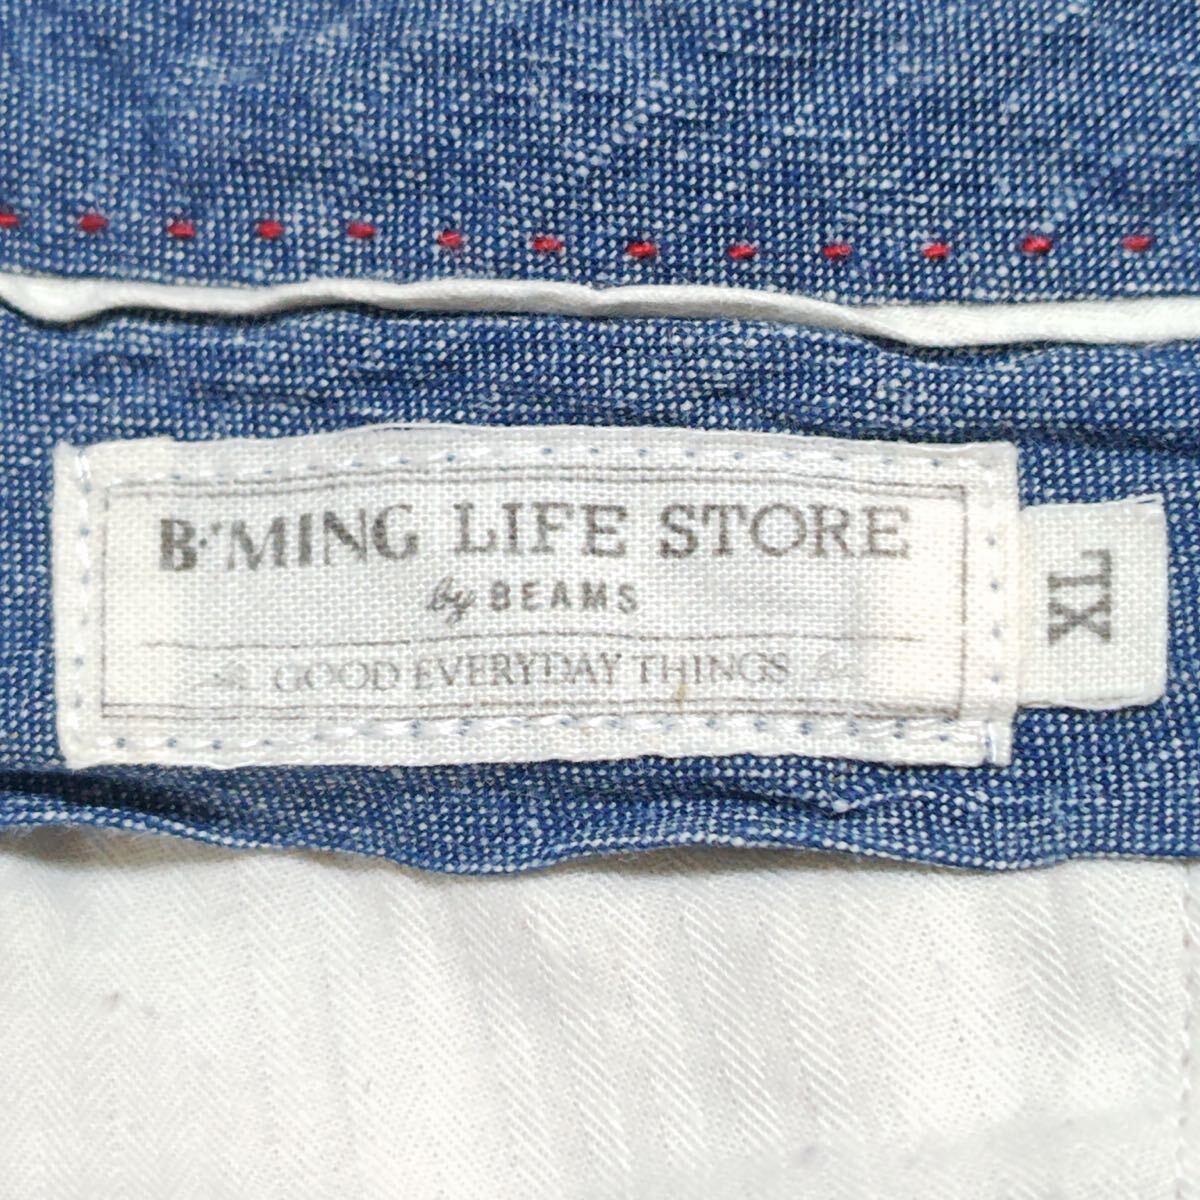 B:MING LIFE STORE
by BEAMS
GOOD EVERYDAY THINGS
XL